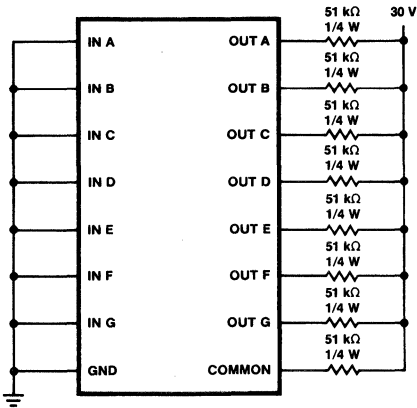 51 kΩ 30 V
IN A OUT A 1/4 W
51 kΩ
IN B OUT B 1/4 W
51 kΩ
IN C OUT C 1/4 W
51 kΩ
IN D OUT D 1/4 W
51 kΩ
IN E OUT E 1/4 W
51 kΩ
IN F OUT F 1/4 W
51 kΩ
IN G OUT G 1/4 W
51 kΩ
GND COMMON 1/4 W